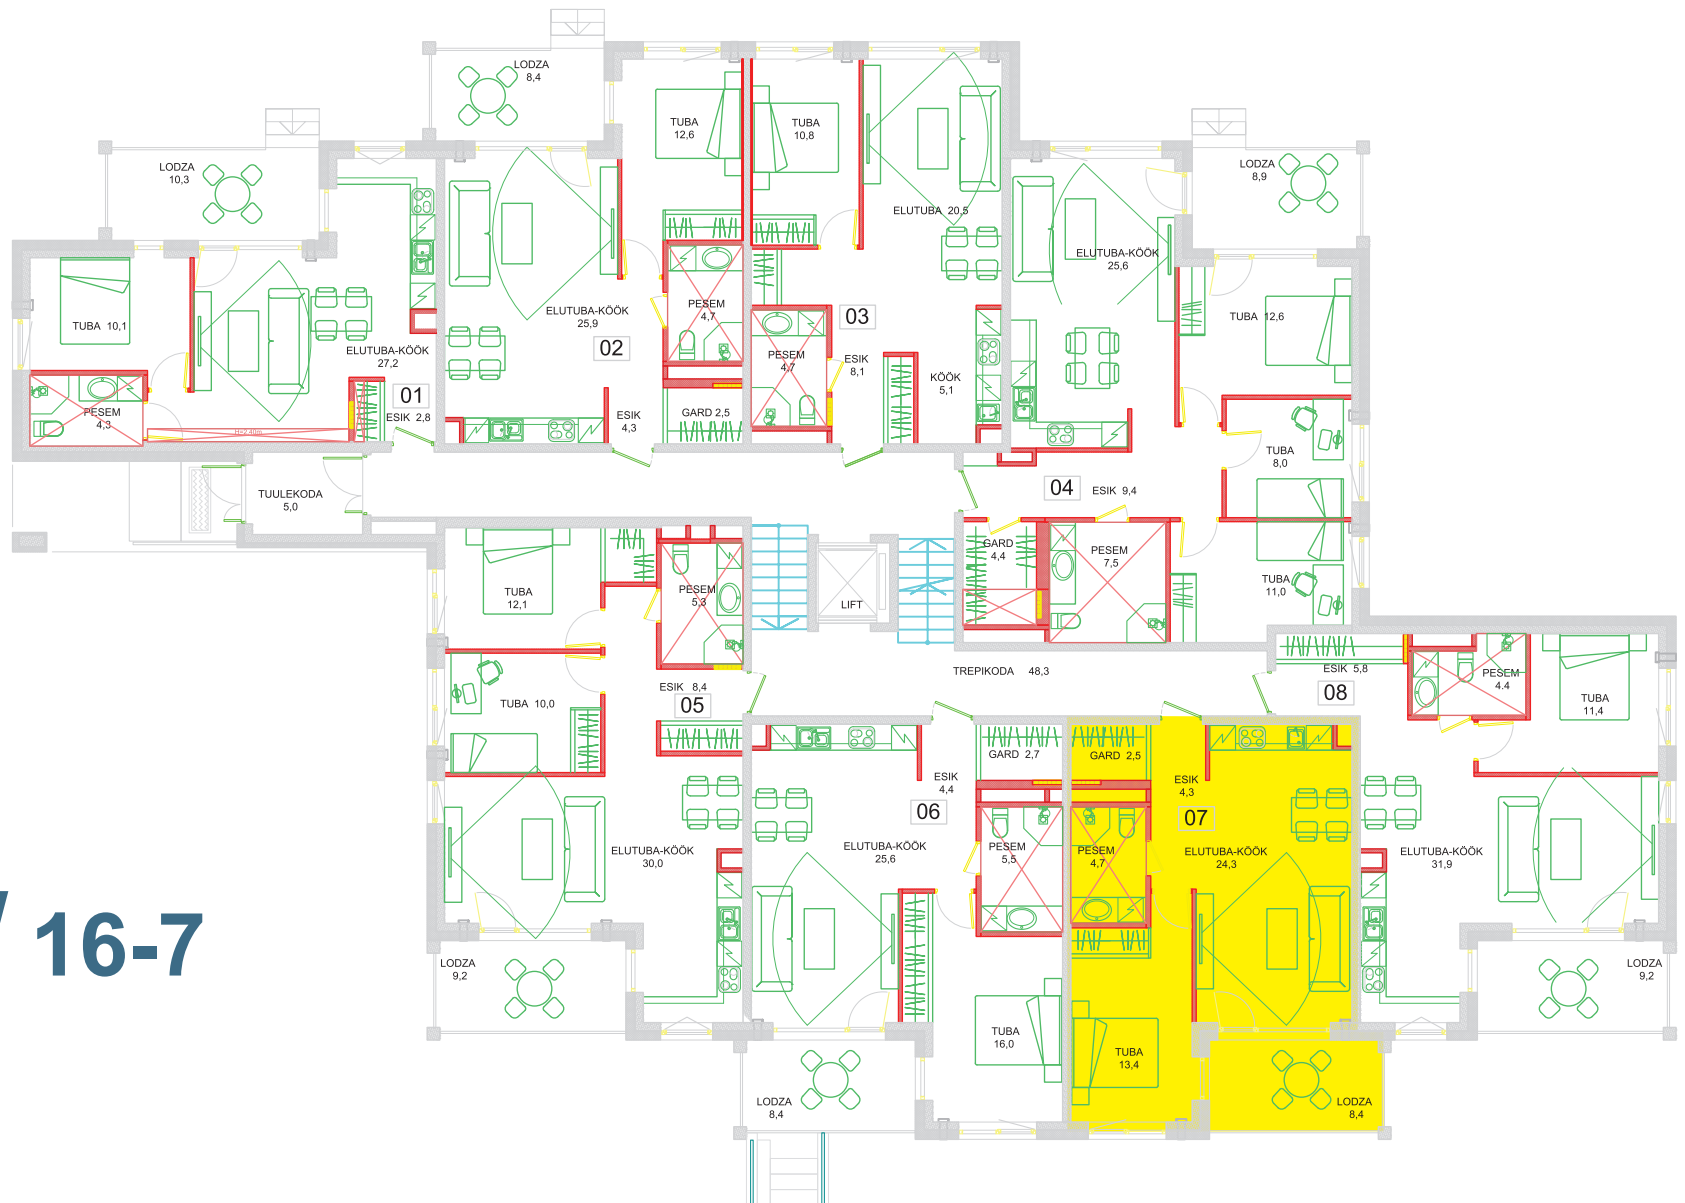 LODZA
8,4
LODZA
10,3
TUBA
12,6
TUBA
10,8
LODZA
8,9
ELUTUBA 20,5
ELUTUBA-KÖÖK
25,6
TUBA 10,1
ELUTUBA-KÖÖK
27,2
01
ESIK 2,8
PESEM
4,3
H=2,40m
ELUTUBA-KÖÖK
25,9
02
PESEM
4,7
ESIK
4,3
GARD 2,5
03
PESEM
4,7
ESIK
8,1
KÖÖK
5,1
TUBA 12,6
TUBA
8,0
04
ESIK 9,4
GARD
4,4
PESEM
7,5
TUBA
11,0
TUULEKODA
5,0
TUBA
12,1
PESEM
5,3
LIFT
TREPIKODA 48,3
TUBA 10,0
ESIK 8,4
05
ESIK 5,8
08
PESEM
4,4
TUBA
11,4
ELUTUBA-KÖÖK
30,0
GARD 2,7
ESIK
4,4
06
ELUTUBA-KÖÖK
25,6
PESEM
5,5
GARD 2,5
ESIK
4,3
07
PESEM
4,7
ELUTUBA-KÖÖK
24,3
ELUTUBA-KÖÖK
31,9
/ 16-7
LODZA
9,2
LODZA
9,2
TUBA
16,0
TUBA
13,4
LODZA
8,4
LODZA
8,4